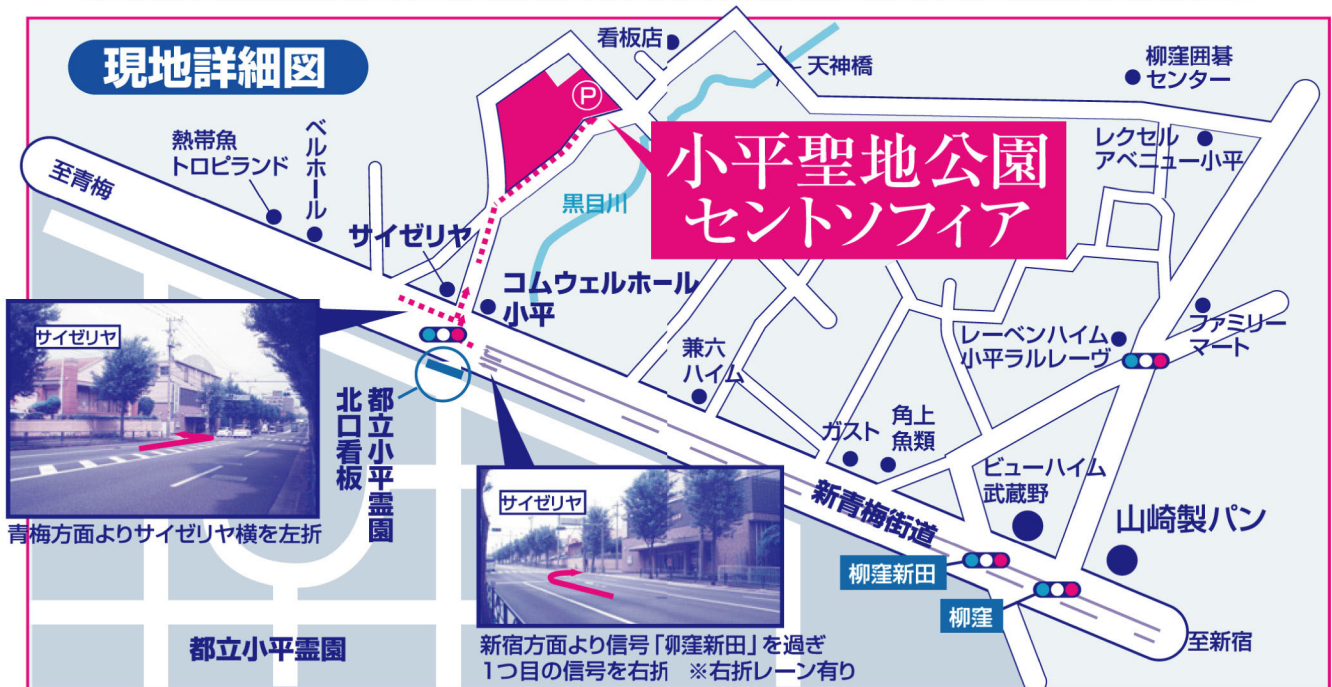 現地詳細図
看板店
天神橋
柳窪囲碁
センター
熱帯魚
トロピランド
ベルホール
至青梅
P
小平聖地公園
セントソフィア
レクセル
アベニュー小平
黒目川
サイゼリヤ
コムウェルホール
小平
サイゼリヤ
青梅方面よりサイゼリヤ横を左折
都立小平霊園
北口看板
兼六
ハイム
レーベンハイム
小平ラルレーヴ
ファミリー
マート
ガスト
角上
魚類
ビューハイム
武蔵野
山崎製パン
新青梅街道
柳窪新田
柳窪
至新宿
サイゼリヤ
新宿方面より信号「柳窪新田」を過ぎ
1つ目の信号を右折 ※右折レーン有り
都立小平霊園